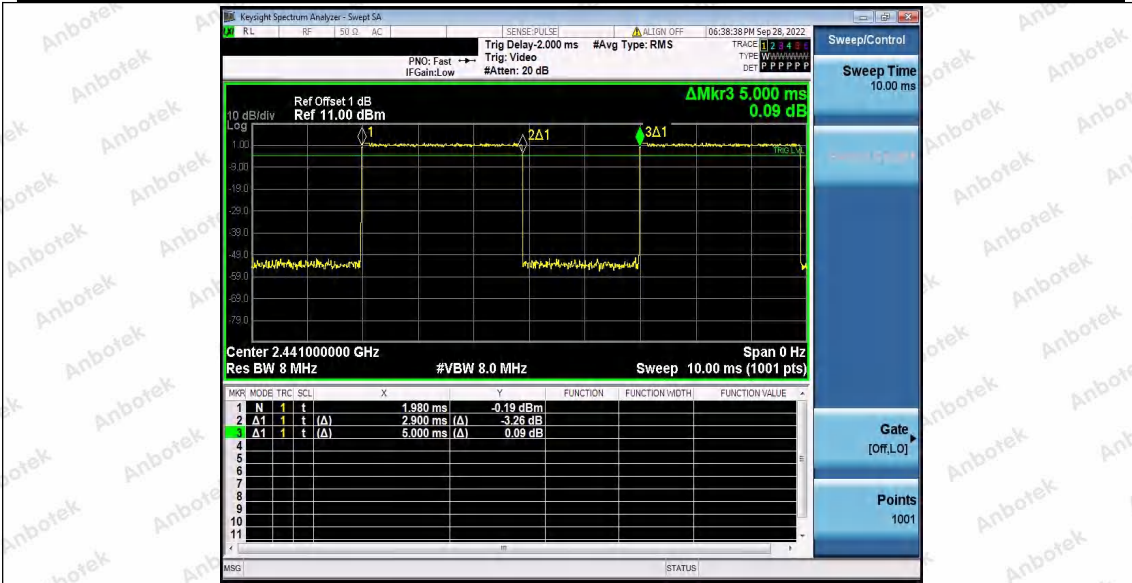 Keysight Spectrum Analyzer - Swept SA
RL RF 50 Ω AC SENSE:PULSE ALIGN OFF 06:38:38 PM Sep 28, 2022
Trig Delay-2.000 ms #Avg Type: RMS TRACE 1 2 3 4 5 6
PNO: Fast Trig: Video TYPE WWWWWW
IFGain:Low #Atten: 20 dB DET P P P P P P
ΔMkr3 5.000 ms
0.09 dB
Ref Offset 1 dB
10 dB/div Ref 11.00 dBm
Log
1 2Δ1 3Δ1
1.00
TRIG LVL
-9.00
-19.0
-29.0
-39.0
-49.0
-59.0
-69.0
-79.0
Center 2.441000000 GHz Span 0 Hz
Res BW 8 MHz #VBW 8.0 MHz Sweep 10.00 ms (1001 pts)
MKR MODE TRC SCL X Y FUNCTION FUNCTION WIDTH FUNCTION VALUE
1 N 1 t 1.980 ms -0.19 dBm
2 Δ1 1 t (Δ) 2.900 ms (Δ) -3.26 dB
3 Δ1 1 t (Δ) 5.000 ms (Δ) 0.09 dB
4
5
6
7
8
9
10
11
MSG STATUS
Sweep/Control
Sweep Time
10.00 ms
Gate
[Off,LO]
Points
1001
Anbotek